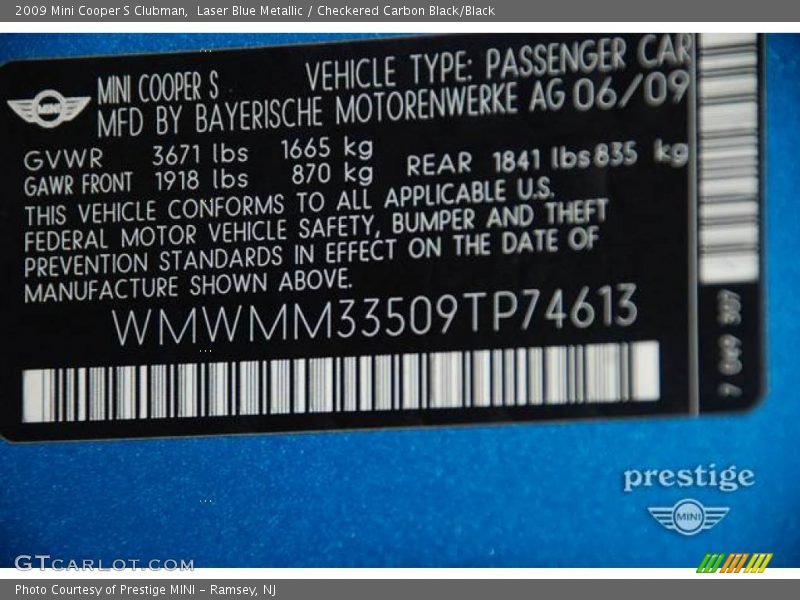 2009 Mini Cooper S Clubman,  Laser Blue Metallic / Checkered Carbon Black/Black
MINI COOPER S VEHICLE TYPE: PASSENGER CAR
MINI
MFD BY BAYERISCHE MOTORENWERKE AG 06/09
GVWR 3671 lbs 1665 kg
GAWR FRONT 1918 lbs 870 kg REAR 1841 lbs 835 kg
THIS VEHICLE CONFORMS TO ALL APPLICABLE U.S.
FEDERAL MOTOR VEHICLE SAFETY, BUMPER AND THEFT
PREVENTION STANDARDS IN EFFECT ON THE DATE OF
MANUFACTURE SHOWN ABOVE.
WMWMM33509TP74613
prestige
MINI
GTCARLOT.COM
Photo Courtesy of Prestige MINI – Ramsey, NJ